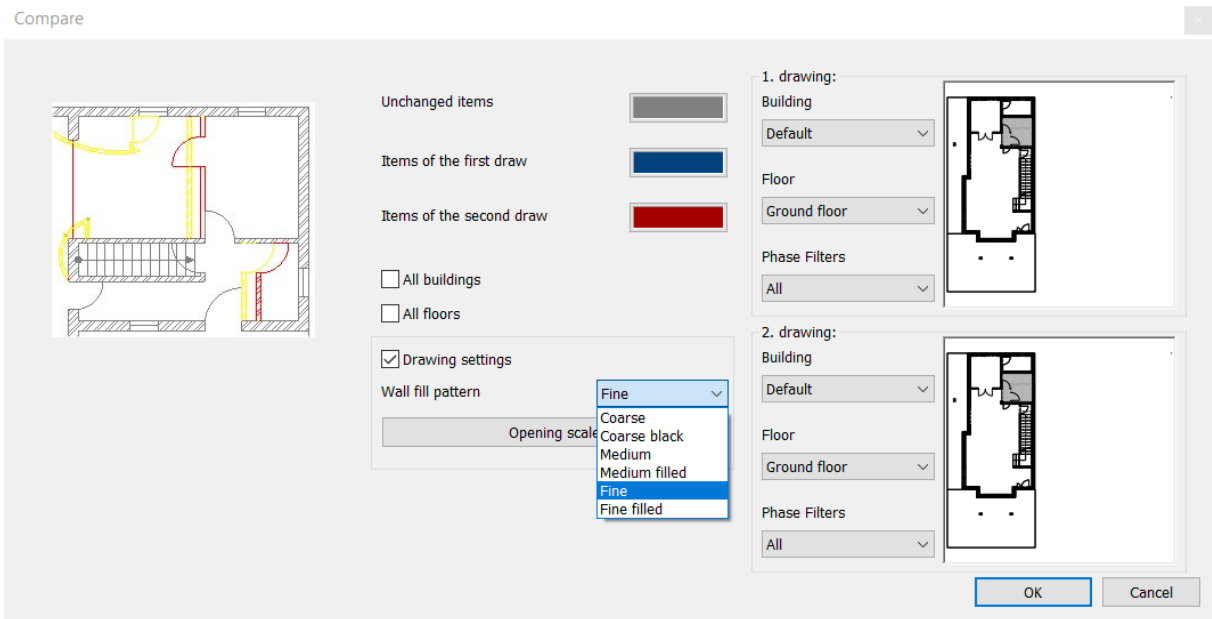 Compare
Unchanged items
Items of the first draw
Items of the second draw
All buildings
All floors
Drawing settings
Wall fill pattern
Fine
Opening scale
Coarse
Coarse black
Medium
Medium filled
Fine
Fine filled
1. drawing:
Building
Default
Floor
Ground floor
Phase Filters
All
2. drawing:
Building
Default
Floor
Ground floor
Phase Filters
All
OK
Cancel